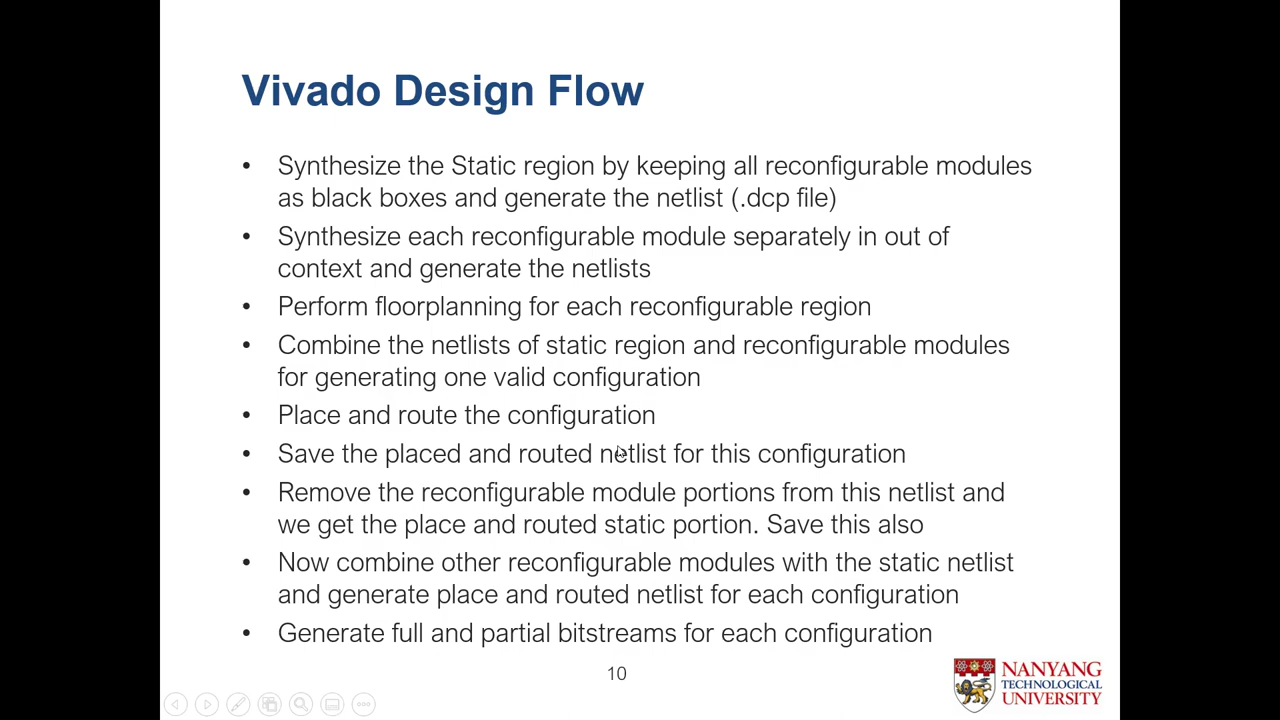 Vivado Design Flow
• Synthesize the Static region by keeping all reconfigurable modules
as black boxes and generate the netlist (.dcp file)
• Synthesize each reconfigurable module separately in out of
context and generate the netlists
• Perform floorplanning for each reconfigurable region
• Combine the netlists of static region and reconfigurable modules
for generating one valid configuration
• Place and route the configuration
• Save the placed and routed netlist for this configuration
• Remove the reconfigurable module portions from this netlist and
we get the place and routed static portion. Save this also
• Now combine other reconfigurable modules with the static netlist
and generate place and routed netlist for each configuration
• Generate full and partial bitstreams for each configuration
10
NANYANG
TECHNOLOGICAL
UNIVERSITY